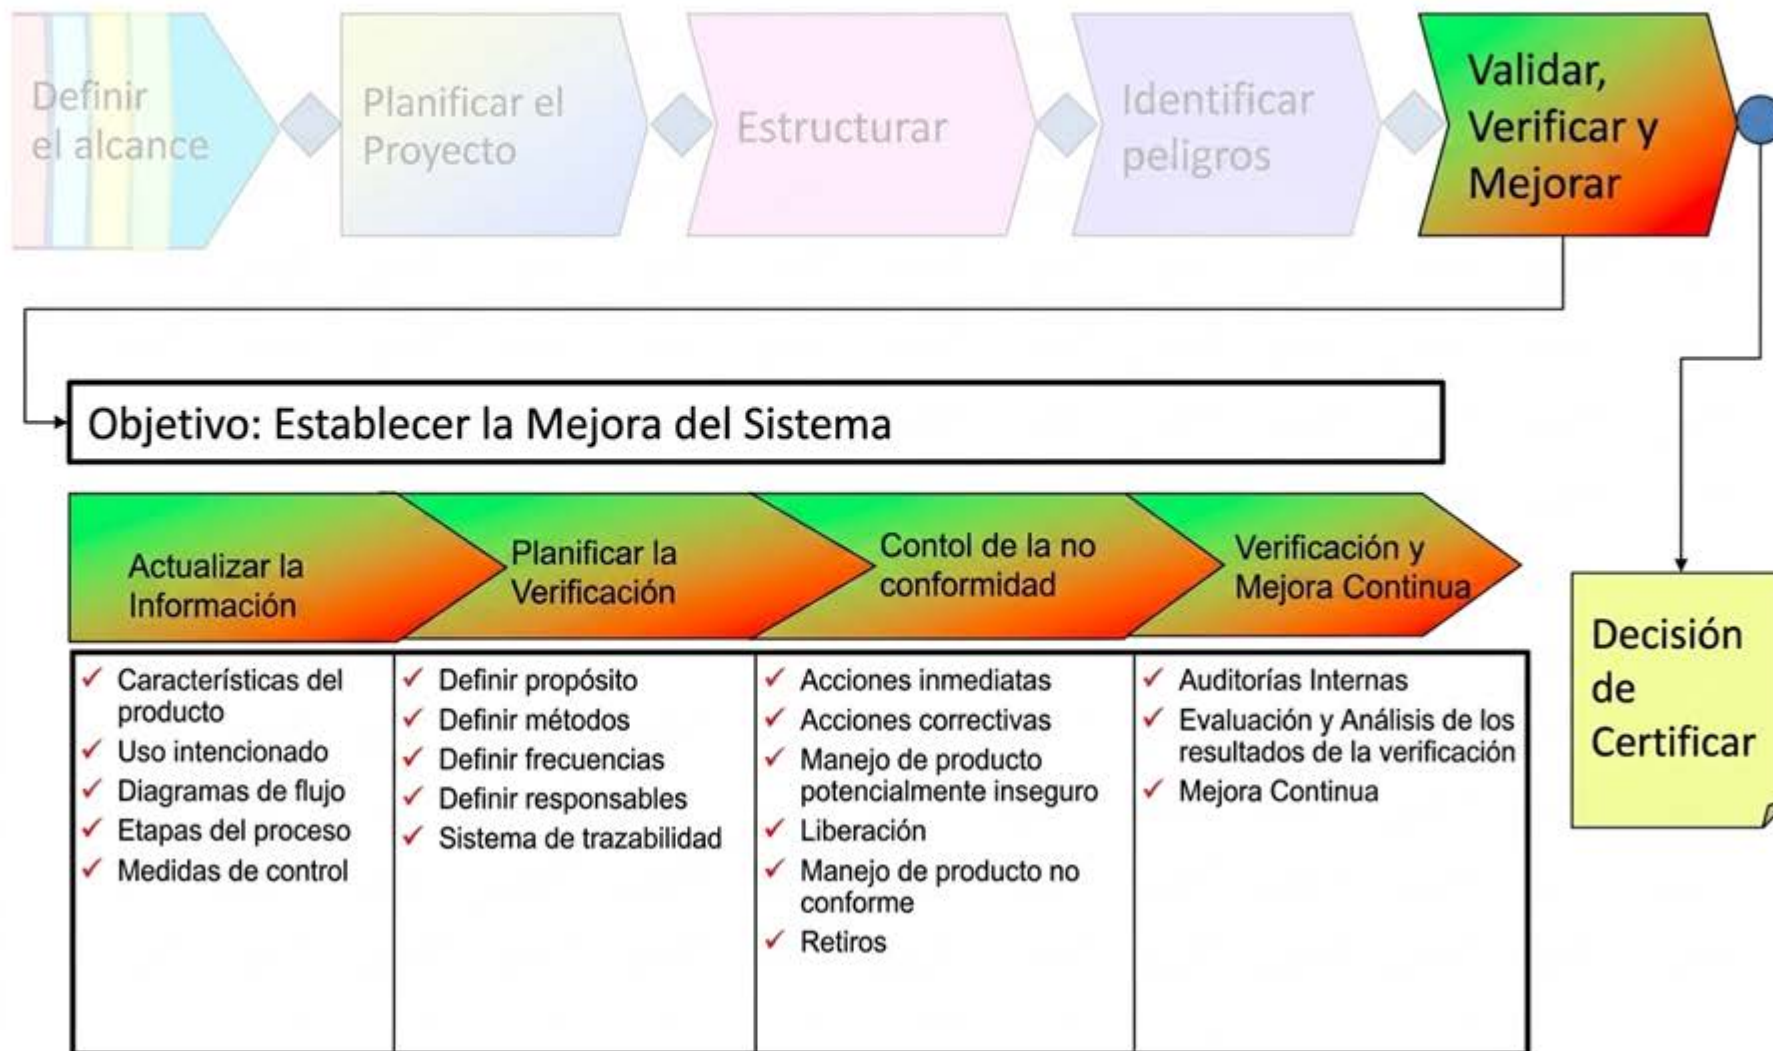 Definir
el alcance
Planificar el
Proyecto
Estructurar
Identificar
peligros
Validar,
Verificar y
Mejorar
Objetivo: Establecer la Mejora del Sistema
Actualizar la
Información
Planificar la
Verificación
Contol de la no
conformidad
Verificación y
Mejora Continua
Características del
producto
Uso intencionado
Diagramas de flujo
Etapas del proceso
Medidas de control
Definir propósito
Definir métodos
Definir frecuencias
Definir responsables
Sistema de trazabilidad
Acciones inmediatas
Acciones correctivas
Manejo de producto
potencialmente inseguro
Liberación
Manejo de producto no
conforme
Retiros
Auditorías Internas
Evaluación y Análisis de los
resultados de la verificación
Mejora Continua
Decisión
de
Certificar